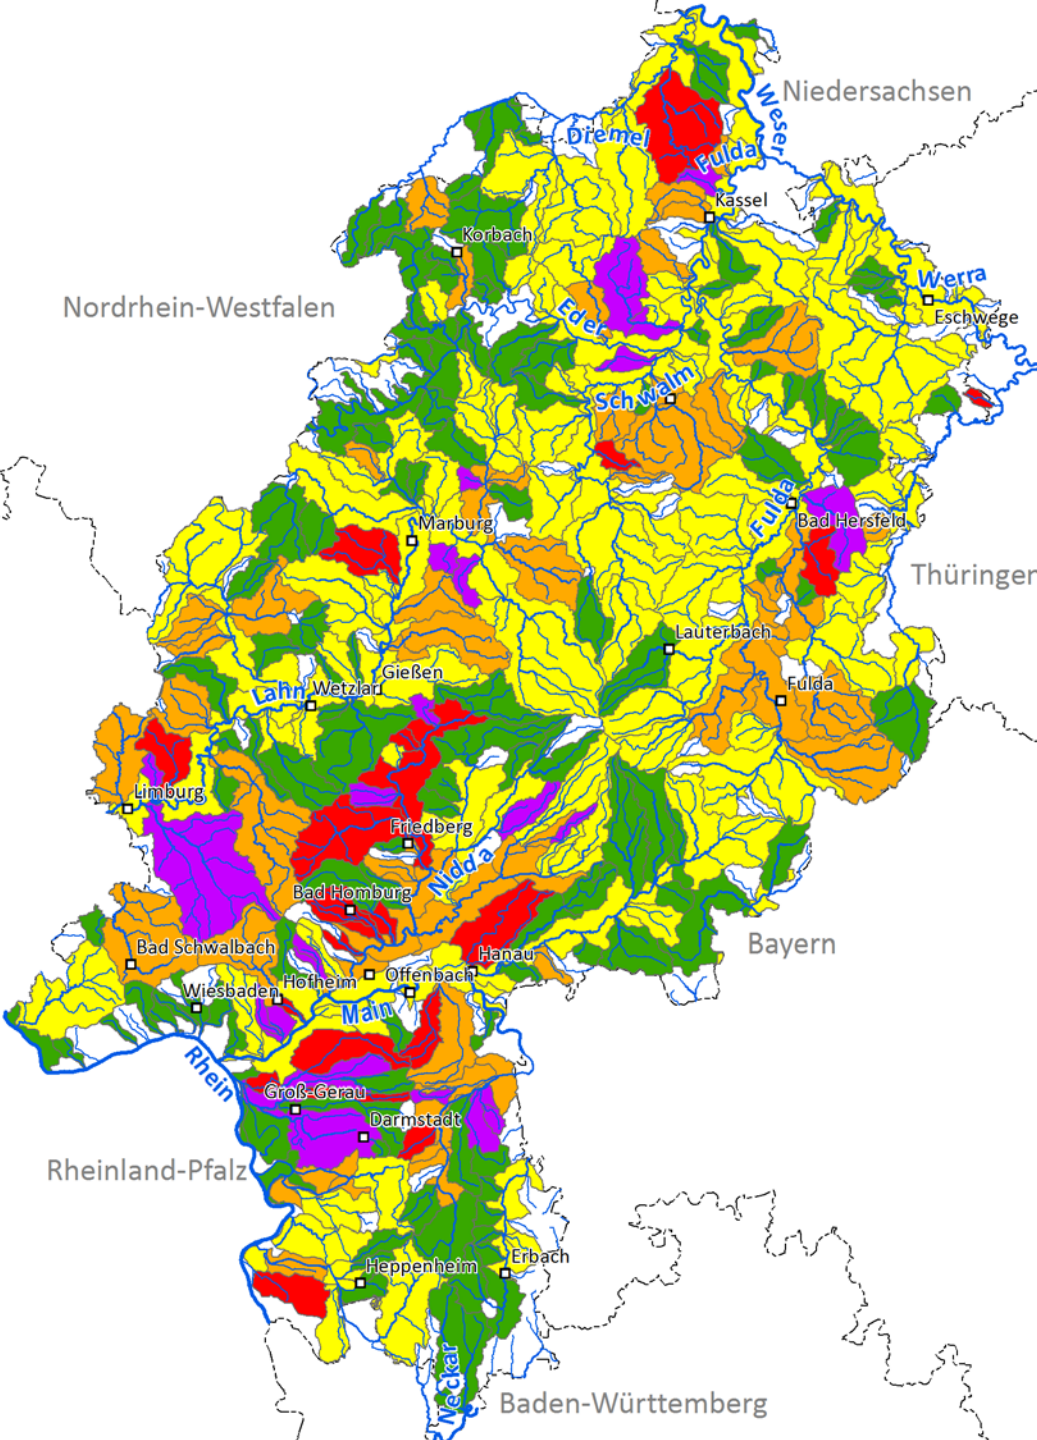 Niedersachsen
Weser
Diemel
Fulda
Kassel
Korbach
Werra
Eschwege
Nordrhein-Westfalen
Eder
Schwalm
Fulda
Bad Hersfeld
Marburg
Thüringen
Lauterbach
Gießen
Lahn
Wetzlar
Fulda
Limburg
Friedberg
Nidda
Bad Homburg
Bayern
Bad Schwalbach
Hanau
Offenbach
Hofheim
Wiesbaden
Main
Rhein
Groß-Gerau
Darmstadt
Rheinland-Pfalz
Erbach
Heppenheim
Neckar
Baden-Württemberg